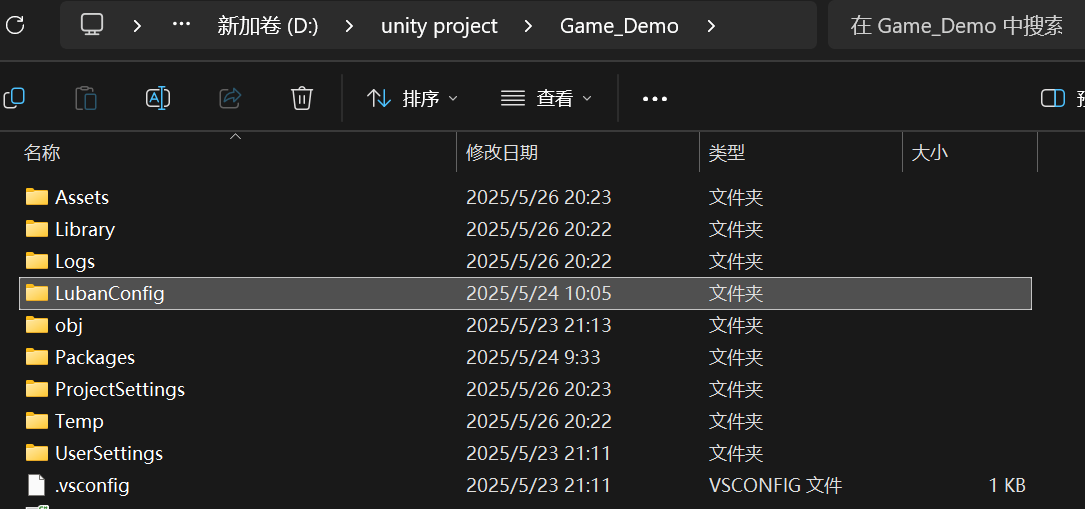 … 新加卷 (D:) unity project Game_Demo 在 Game_Demo 中搜索
排序 查看 …
名称 修改日期 类型 大小
Assets 2025/5/26 20:23 文件夹
Library 2025/5/26 20:22 文件夹
Logs 2025/5/26 20:22 文件夹
LubanConfig 2025/5/24 10:05 文件夹
obj 2025/5/23 21:13 文件夹
Packages 2025/5/24 9:33 文件夹
ProjectSettings 2025/5/26 20:23 文件夹
Temp 2025/5/26 20:22 文件夹
UserSettings 2025/5/23 21:11 文件夹
.vsconfig 2025/5/23 21:11 VSCONFIG 文件 1 KB